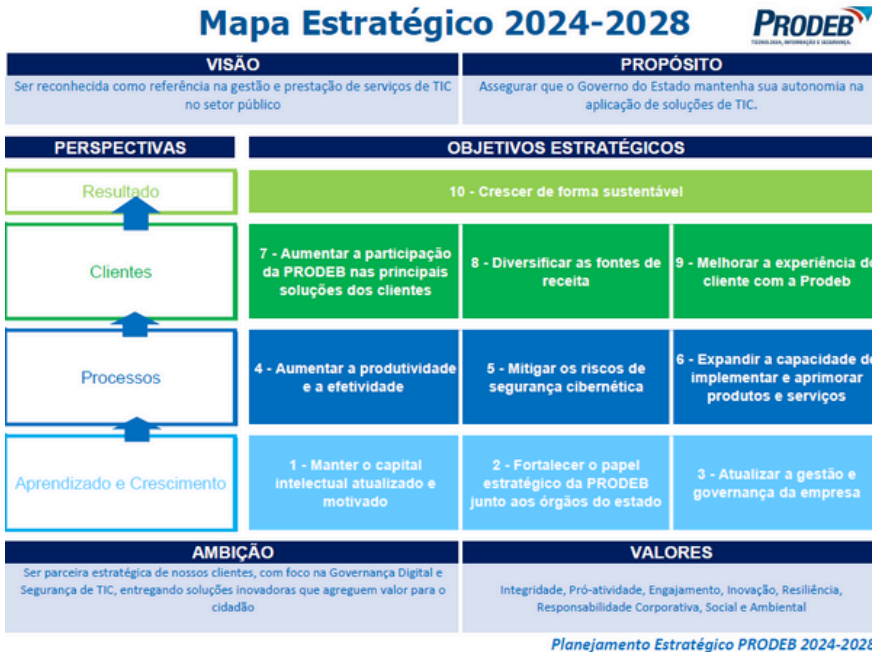 Mapa Estratégico 2024-2028
PRODEB
TECNOLOGIA, INFORMAÇÃO E SEGURANÇA.
VISÃO
Ser reconhecida como referência na gestão e prestação de serviços de TIC
no setor público
PROPÓSITO
Assegurar que o Governo do Estado mantenha sua autonomia na
aplicação de soluções de TIC.
PERSPECTIVAS
OBJETIVOS ESTRATÉGICOS
Resultado
10 - Crescer de forma sustentável
Clientes
7 - Aumentar a participação
da PRODEB nas principais
soluções dos clientes
8 - Diversificar as fontes de
receita
9 - Melhorar a experiência do
cliente com a Prodeb
Processos
4 - Aumentar a produtividade
e a efetividade
5 - Mitigar os riscos de
segurança cibernética
6 - Expandir a capacidade de
implementar e aprimorar
produtos e serviços
Aprendizado e Crescimento
1 - Manter o capital
intelectual atualizado e
motivado
2 - Fortalecer o papel
estratégico da PRODEB
junto aos órgãos do estado
3 - Atualizar a gestão e
governança da empresa
AMBIÇÃO
Ser parceira estratégica de nossos clientes, com foco na Governança Digital e
Segurança de TIC, entregando soluções inovadoras que agreguem valor para o
cidadão
VALORES
Integridade, Pró-atividade, Engajamento, Inovação, Resiliência,
Responsabilidade Corporativa, Social e Ambiental
Planejamento Estratégico PRODEB 2024-2028